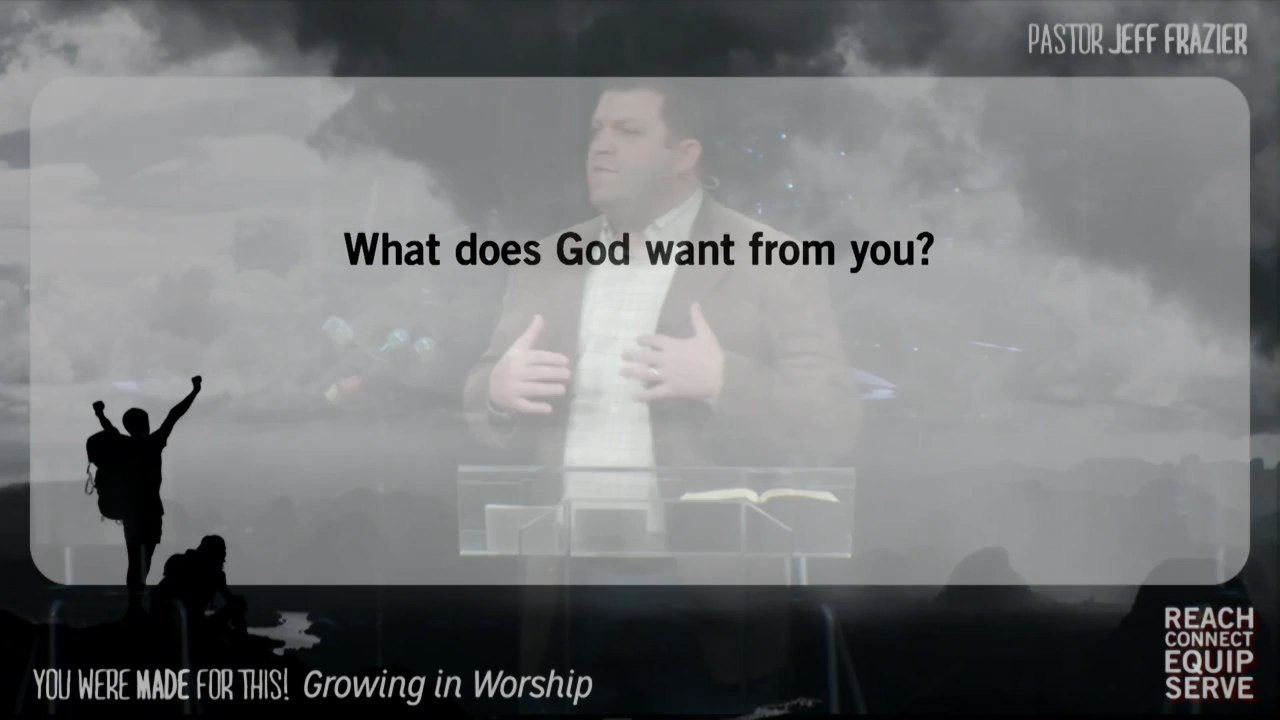 PASTOR JEFF FRAZIER
What does God want from you?
YOU WERE MADE FOR THIS! Growing in Worship
REACH
CONNECT
EQUIP
SERVE